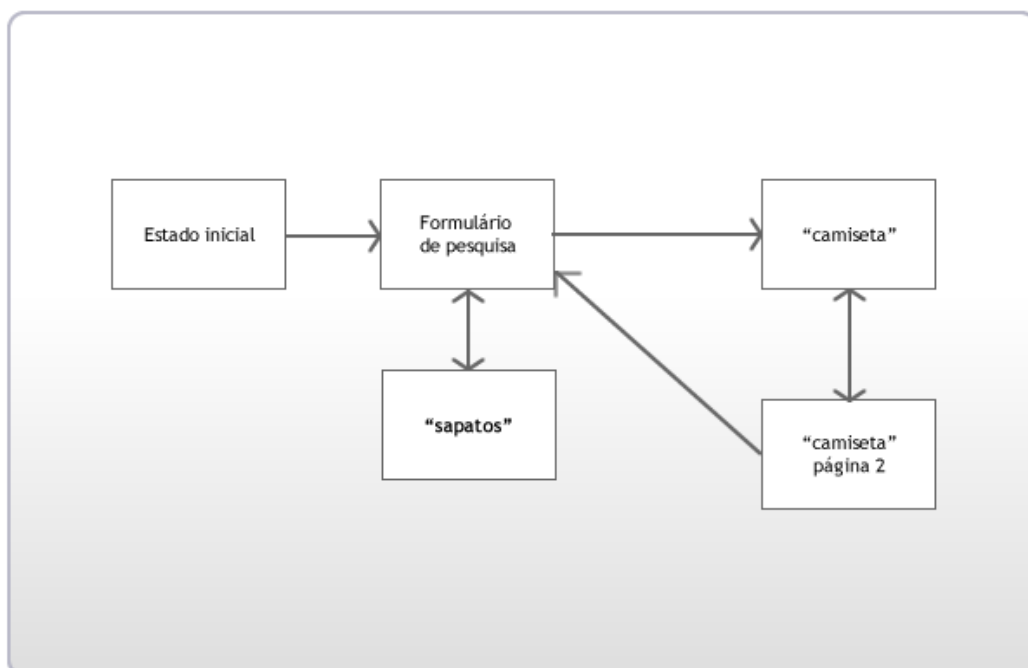 Estado inicial
Formulário
de pesquisa
“camiseta”
“sapatos”
“camiseta”
página 2